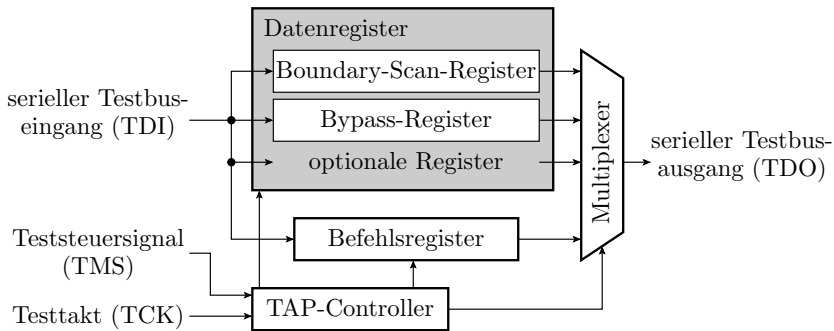 Datenregister
Boundary-Scan-Register
serieller Testbus-
eingang (TDI)
Bypass-Register
optionale Register
Multiplexer
serieller Testbus-
ausgang (TDO)
Teststeuersignal
(TMS)
Befehlsregister
Testtakt (TCK)
TAP-Controller